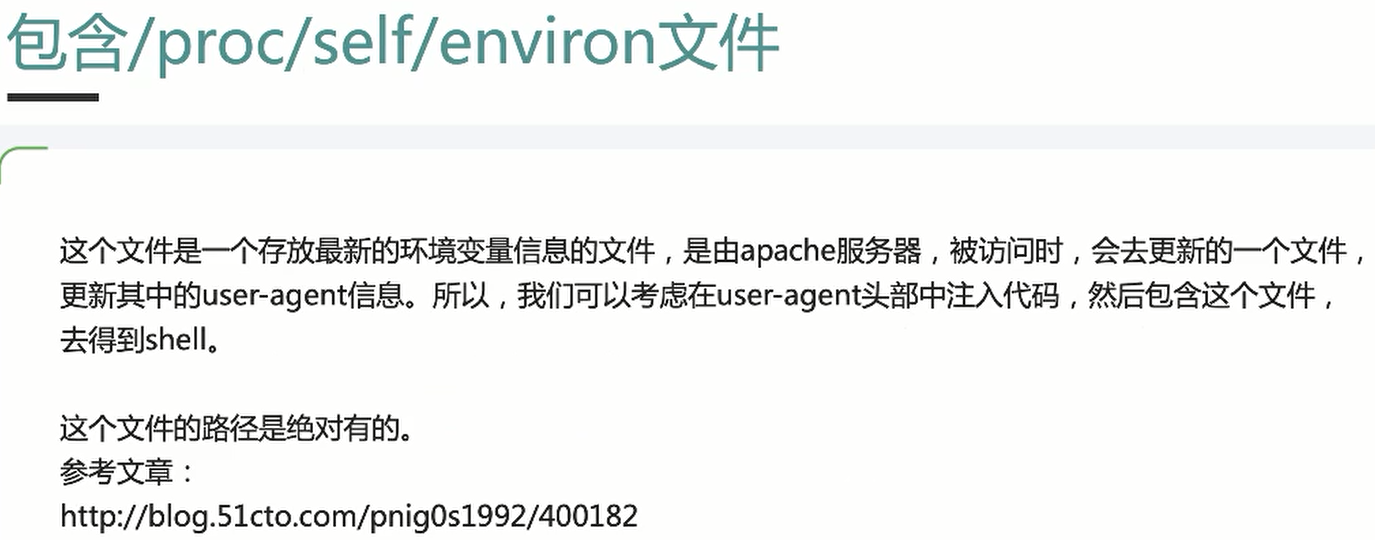 包含/proc/self/environ文件
这个文件是一个存放最新的环境变量信息的文件，是由apache服务器，被访问时，会去更新的一个文件，
更新其中的user-agent信息。所以，我们可以考虑在user-agent头部中注入代码，然后包含这个文件，
去得到shell。
这个文件的路径是绝对有的。
参考文章：
http://blog.51cto.com/pnig0s1992/400182